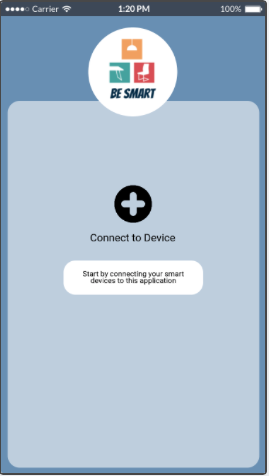 Carrier 1:20 PM 100%
BE SMART
Connect to Device
Start by connecting your smart
devices to this application